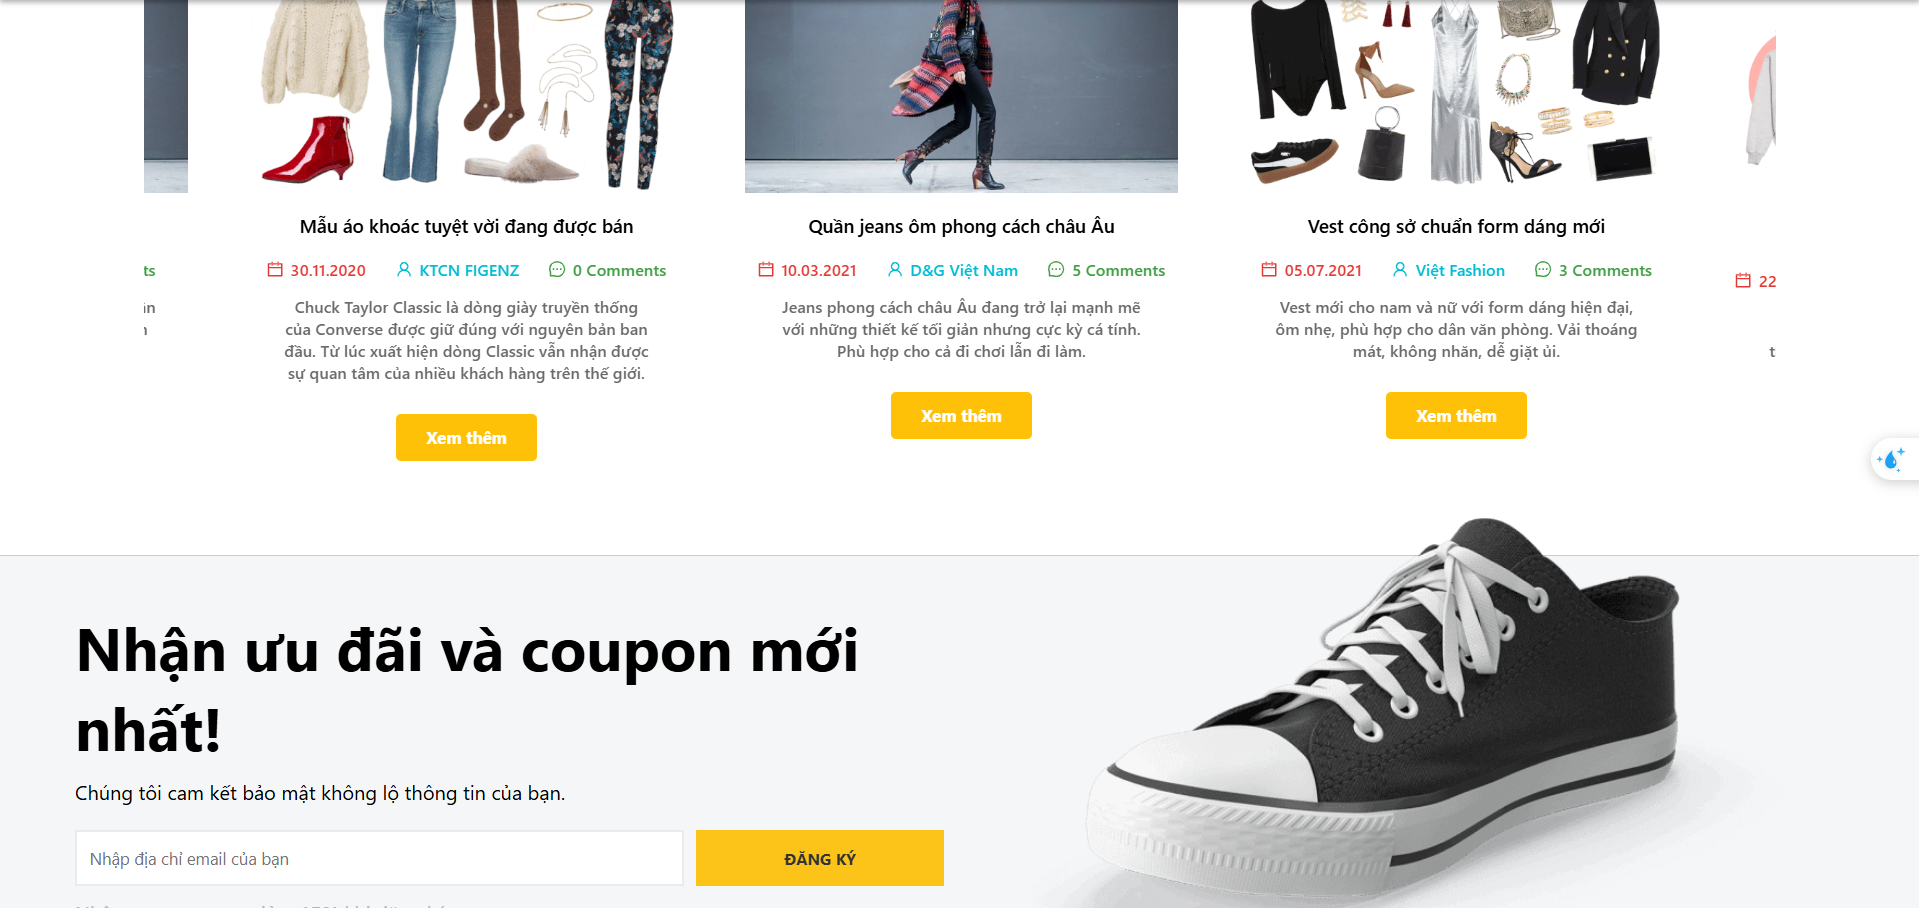 Mẫu áo khoác tuyệt vời đang được bán
30.11.2020 KTCN FIGENZ 0 Comments
Chuck Taylor Classic là dòng giày truyền thống
của Converse được giữ đúng với nguyên bản ban
đầu. Từ lúc xuất hiện dòng Classic vẫn nhận được
sự quan tâm của nhiều khách hàng trên thế giới.
Xem thêm
Quần jeans ôm phong cách châu Âu
10.03.2021 D&G Việt Nam 5 Comments
Jeans phong cách châu Âu đang trở lại mạnh mẽ
với những thiết kế tối giản nhưng cực kỳ cá tính.
Phù hợp cho cả đi chơi lẫn đi làm.
Xem thêm
Vest công sở chuẩn form dáng mới
05.07.2021 Việt Fashion 3 Comments
Vest mới cho nam và nữ với form dáng hiện đại,
ôm nhẹ, phù hợp cho dân văn phòng. Vải thoáng
mát, không nhăn, dễ giặt ủi.
Xem thêm
22
Nhận ưu đãi và coupon mới
nhất!
Chúng tôi cam kết bảo mật không lộ thông tin của bạn.
Nhập địa chỉ email của bạn
ĐĂNG KÝ